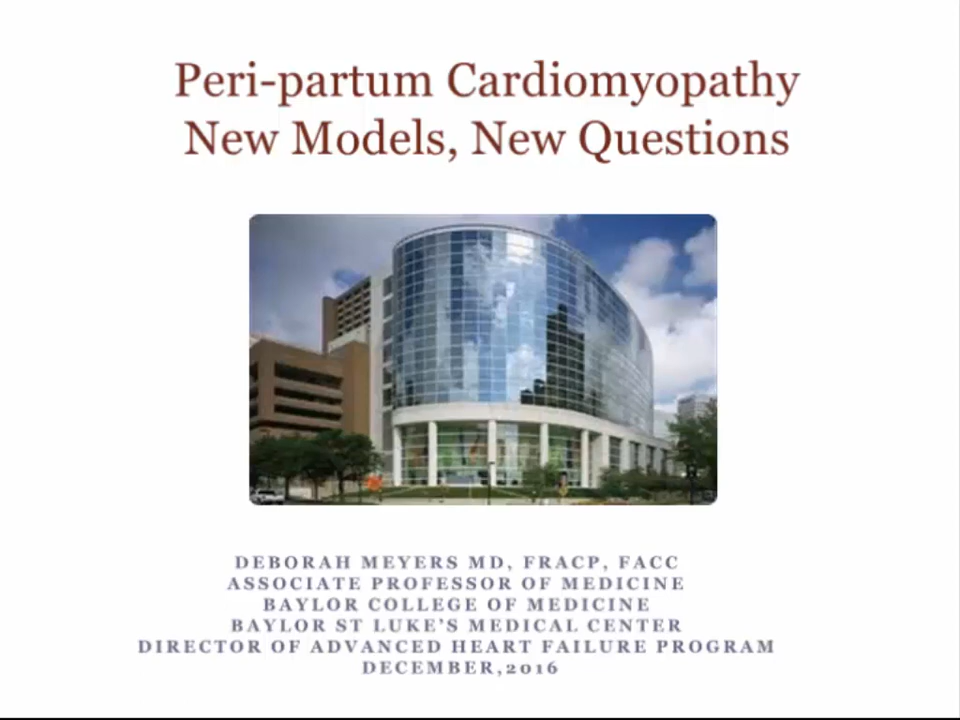 Peri-partum Cardiomyopathy
New Models, New Questions
DEBORAH MEYERS MD, FRACP, FACC
ASSOCIATE PROFESSOR OF MEDICINE
BAYLOR COLLEGE OF MEDICINE
BAYLOR ST LUKE'S MEDICAL CENTER
DIRECTOR OF ADVANCED HEART FAILURE PROGRAM
DECEMBER,2016